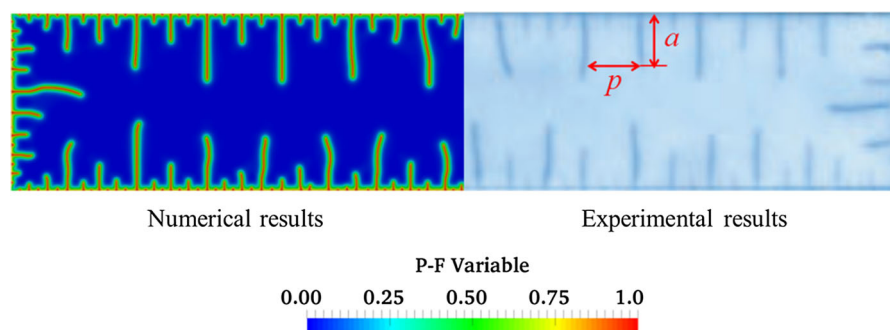 a
p
Numerical results
Experimental results
P-F Variable
0.00 0.25 0.50 0.75 1.0